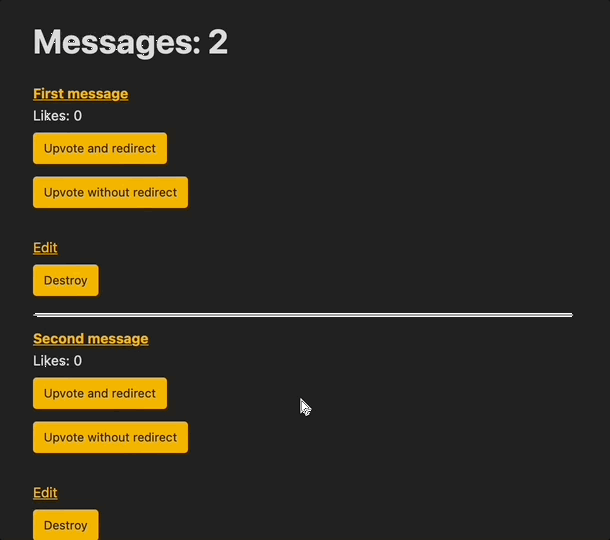 Messages: 2
First message
Likes: 0
Upvote and redirect
Upvote without redirect
Edit
Destroy
Second message
Likes: 0
Upvote and redirect
Upvote without redirect
Edit
Destroy